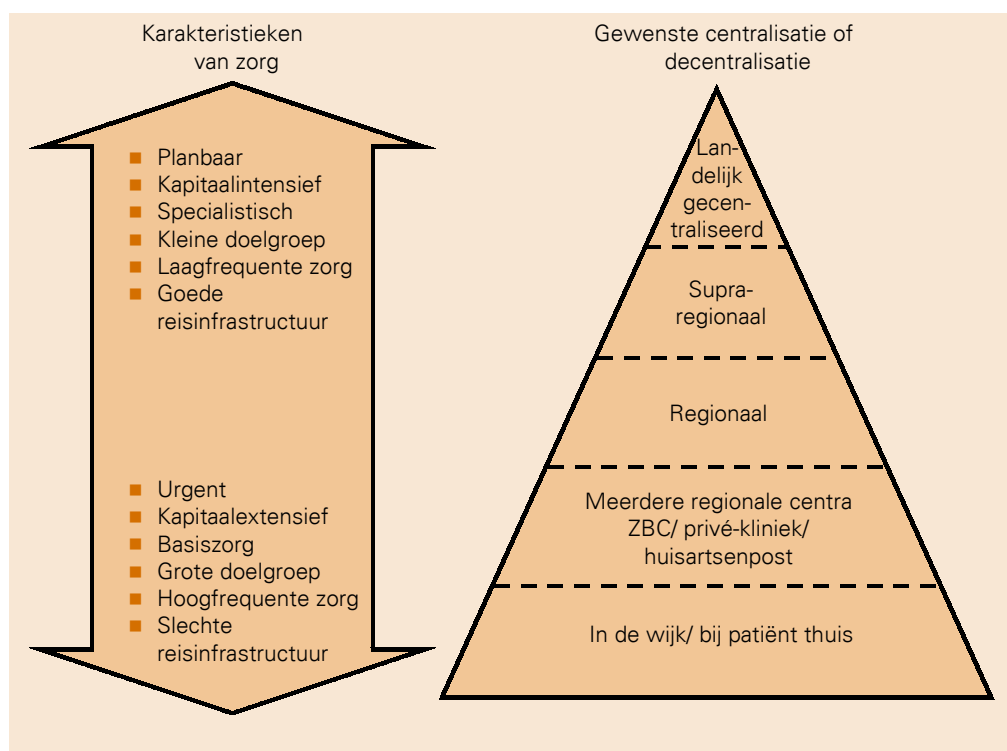 Karakteristieken
van zorg
Planbaar
Kapitaalintensief
Specialistisch
Kleine doelgroep
Laagfrequente zorg
Goede
reisinfrastructuur
Urgent
Kapitaalextensief
Basiszorg
Grote doelgroep
Hoogfrequente zorg
Slechte
reisinfrastructuur
Gewenste centralisatie of
decentralisatie
Lan-
delijk
gecen-
traliseerd
Supra-
regionaal
Regionaal
Meerdere regionale centra
ZBC/ privé-kliniek/
huisartsenpost
In de wijk/ bij patiënt thuis